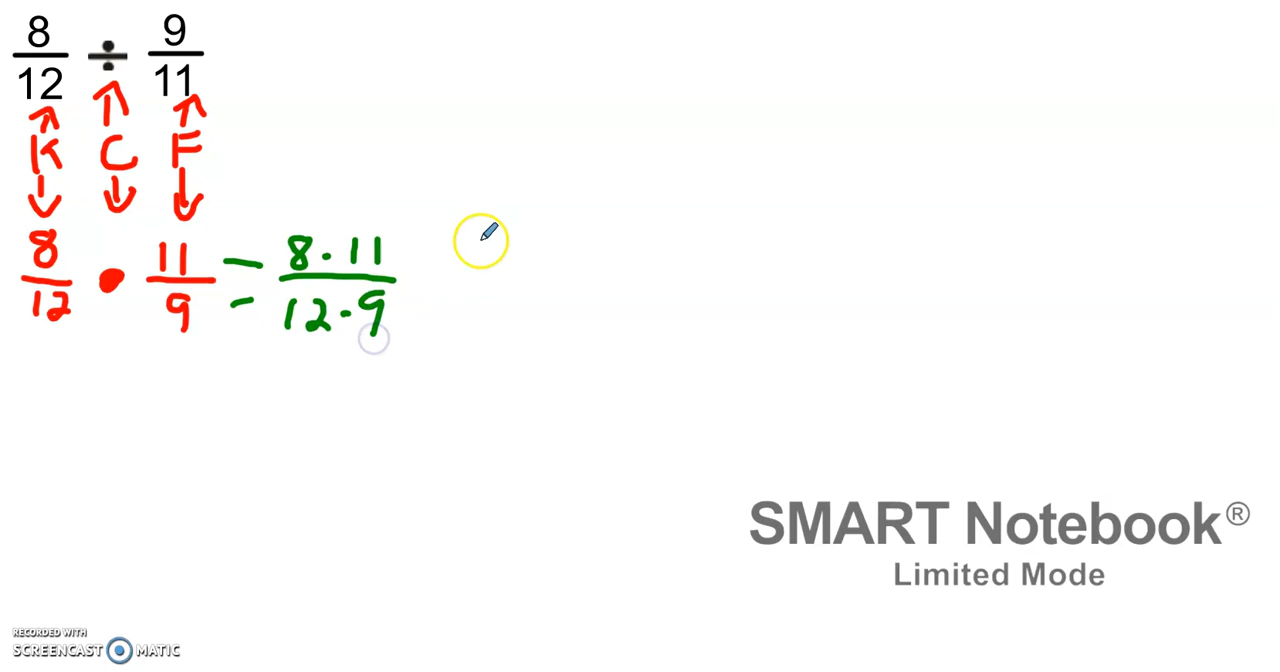 8/12 ÷ 9/11
K C F
8/12 • 11/9 = 8 · 11/12 · 9
SMART Notebook®
Limited Mode
RECORDED WITH
SCREENCAST MATIC